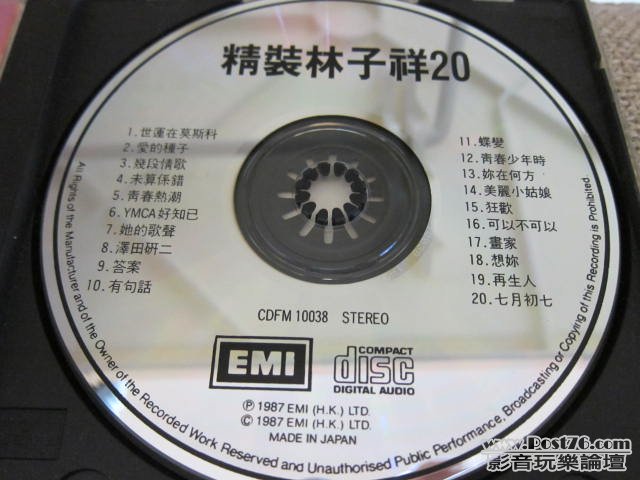 精裝林子祥20
1.世運在莫斯科
2.愛的種子
3.幾段情歌
4.未算係錯
5.靑春熱潮
6.YMCA好知已
7.她的歌聲
8.澤田研二
9.答案
10.有句話
11.蝶變
12.靑春少年時
13.妳在何方
14.美麗小姑娘
15.狂歡
16.可以不可以
17.畫家
18.想妳
19.再生人
20.七月初七
CDFM 10038 STEREO
EMI
COMPACT
disc
DIGITAL AUDIO
Ⓟ 1987 EMI (H.K.) LTD.
© 1987 EMI (H.K.) LTD.
MADE IN JAPAN
All Rights of the Manufacturer and of the Owner of the Recorded Work Reserved and Unauthorised Public Performance, Broadcasting or Copying of this Recording is Prohibited.
www.Post76.com
影音玩樂論壇